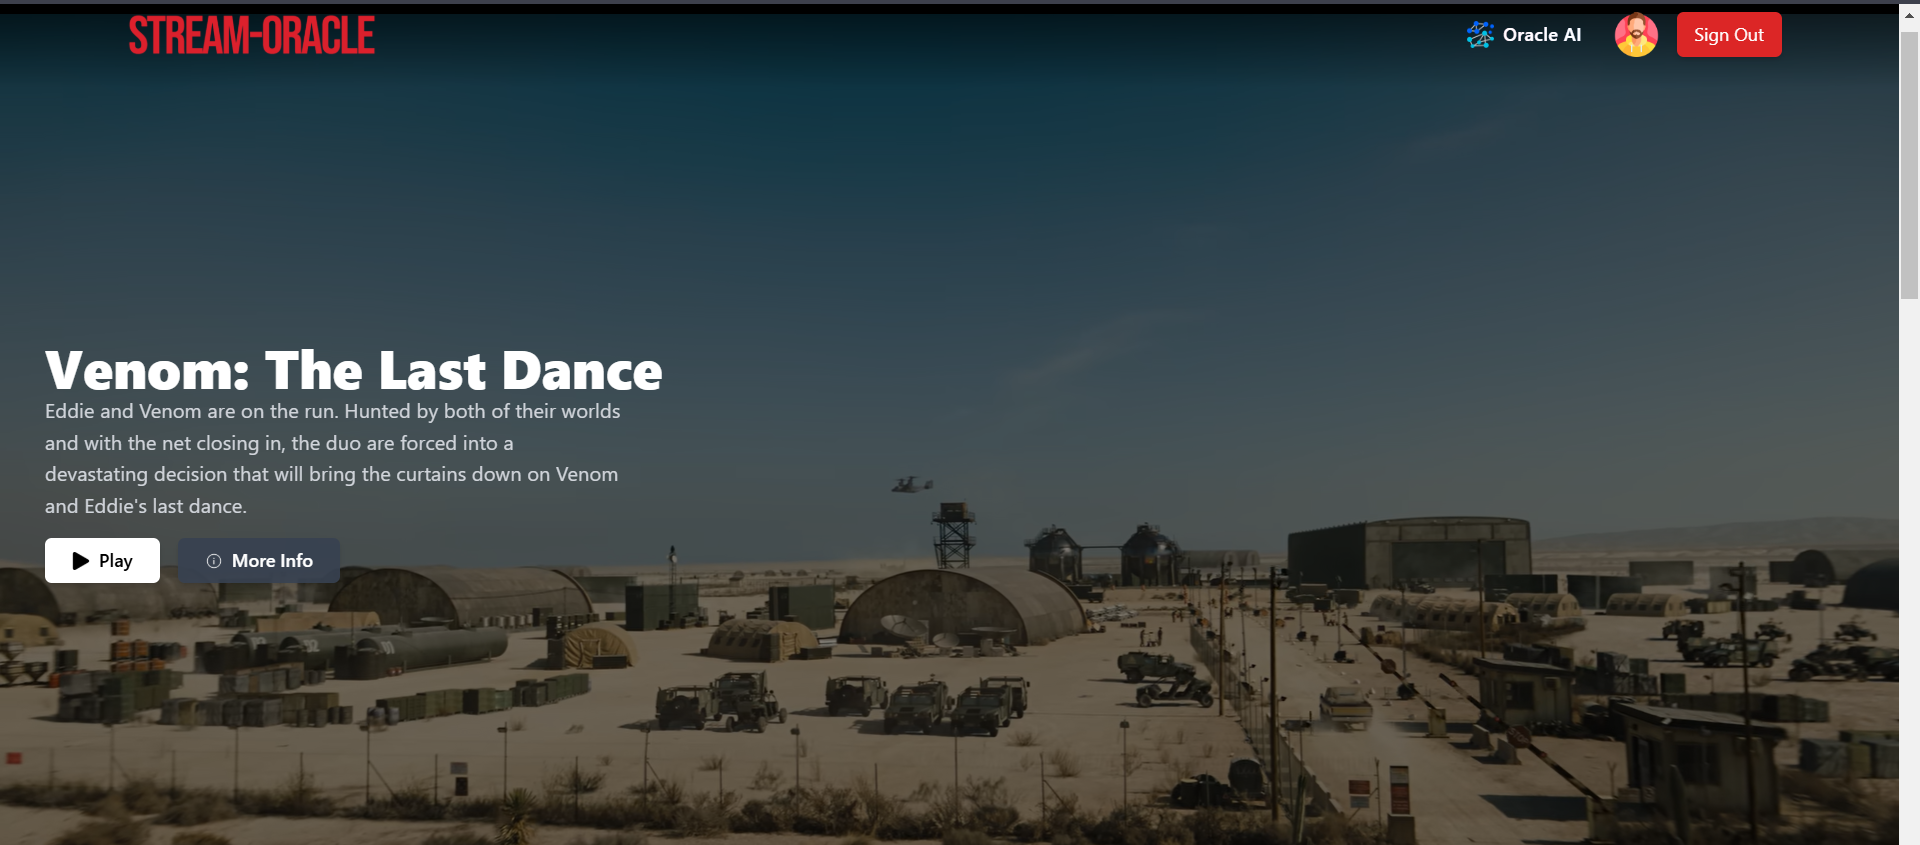 STREAM-ORACLE
Oracle AI
Sign Out
Venom: The Last Dance
Eddie and Venom are on the run. Hunted by both of their worlds
and with the net closing in, the duo are forced into a
devastating decision that will bring the curtains down on Venom
and Eddie's last dance.
Play
More Info